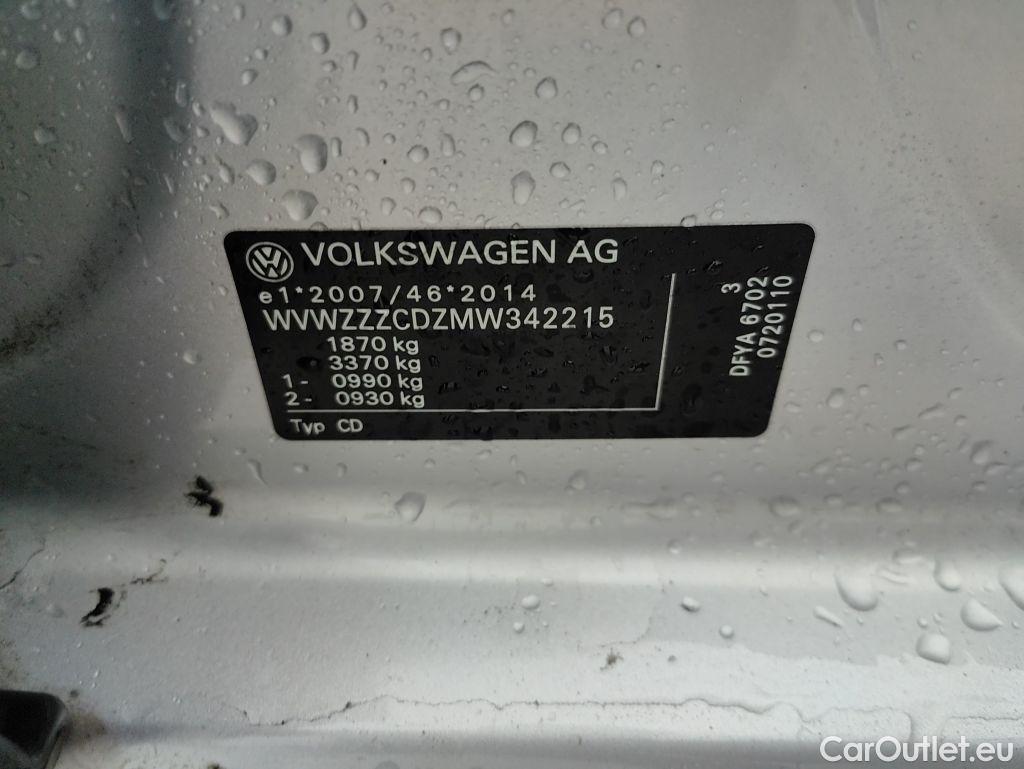 VOLKSWAGEN AG
e1*2007/46*2014
WVWZZZCDZMW342215
1870 kg
3370 kg
1- 0990 kg
2- 0930 kg
Typ CD
3
DFYA 6702
0720110
CarOutlet.eu